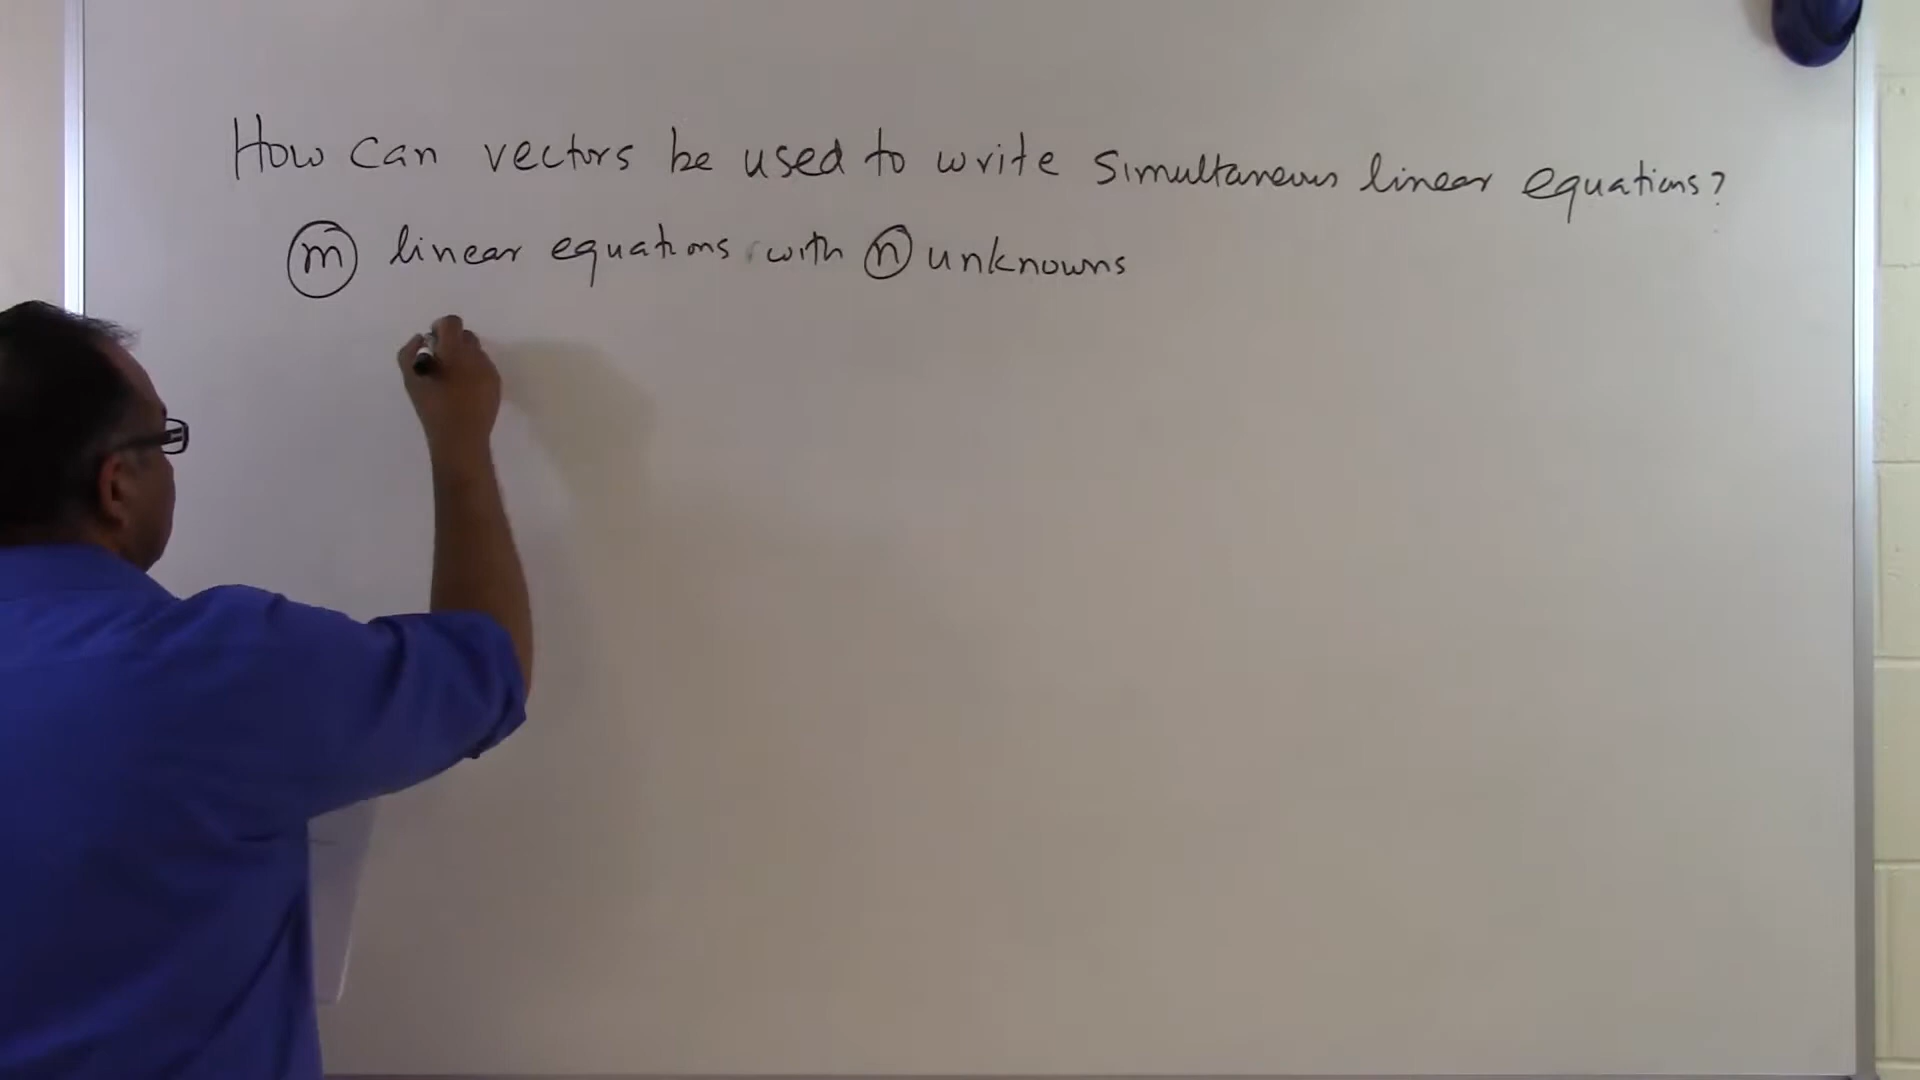 How can vectors be used to write simultaneous linear equations?
m linear equations with n unknowns